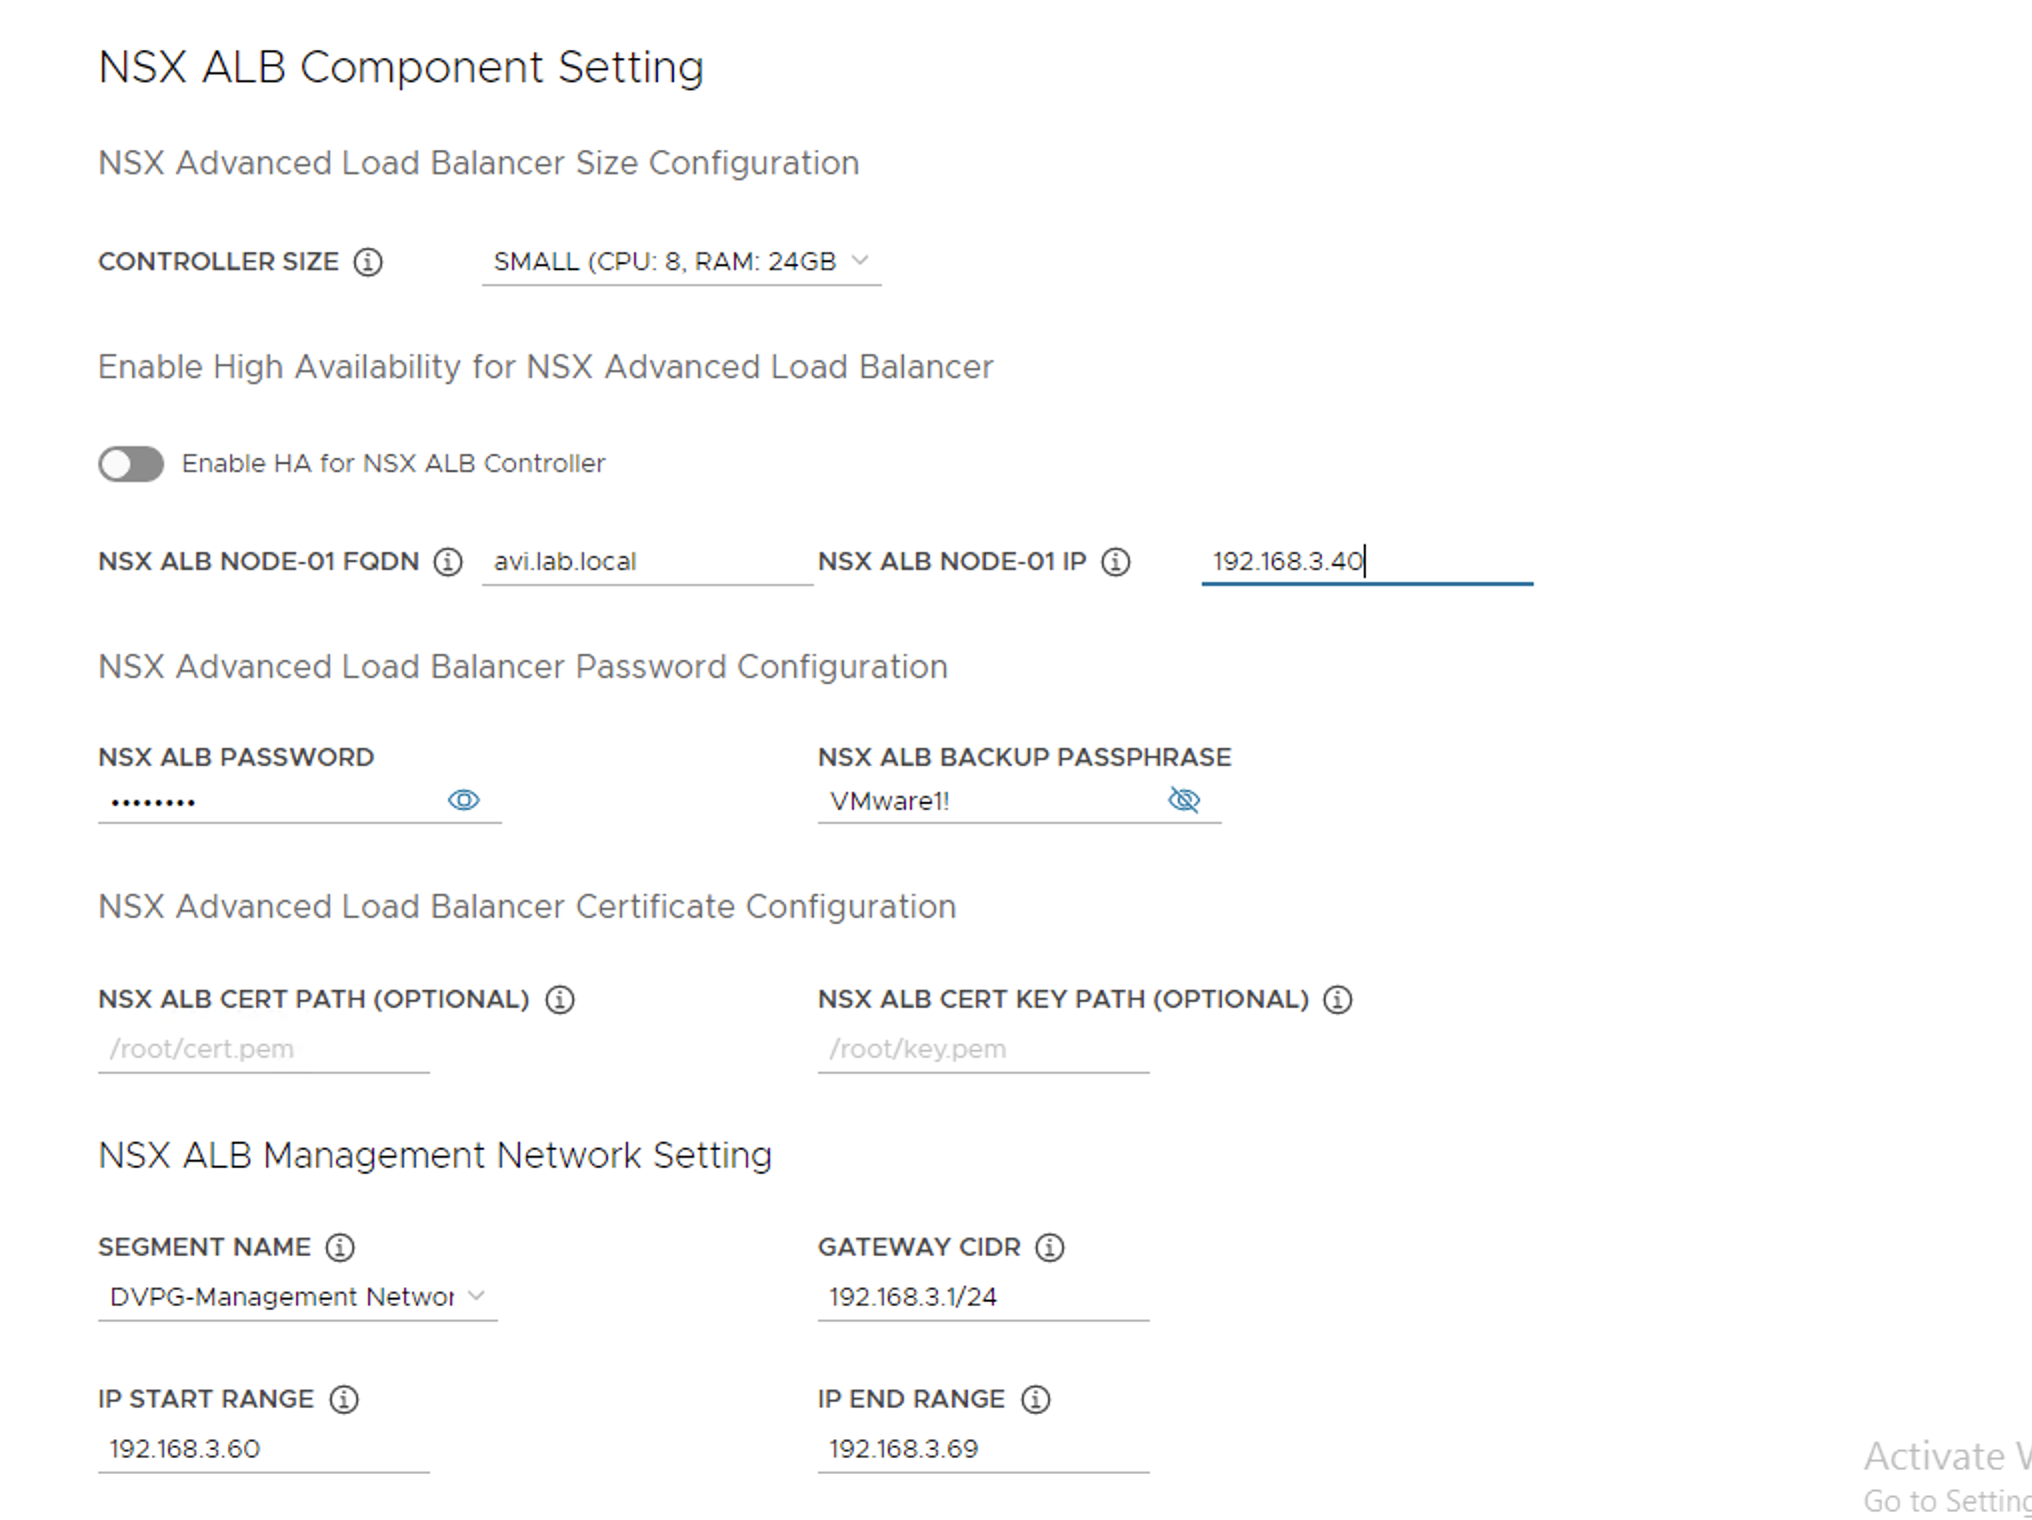 NSX ALB Component Setting
NSX Advanced Load Balancer Size Configuration
CONTROLLER SIZE SMALL (CPU: 8, RAM: 24GB
Enable High Availability for NSX Advanced Load Balancer
Enable HA for NSX ALB Controller
NSX ALB NODE-01 FQDN avi.lab.local NSX ALB NODE-01 IP 192.168.3.40
NSX Advanced Load Balancer Password Configuration
NSX ALB PASSWORD NSX ALB BACKUP PASSPHRASE
•••••••• VMware1!
NSX Advanced Load Balancer Certificate Configuration
NSX ALB CERT PATH (OPTIONAL) NSX ALB CERT KEY PATH (OPTIONAL)
/root/cert.pem /root/key.pem
NSX ALB Management Network Setting
SEGMENT NAME GATEWAY CIDR
DVPG-Management Networ 192.168.3.1/24
IP START RANGE IP END RANGE
192.168.3.60 192.168.3.69
Activate
Go to Setting